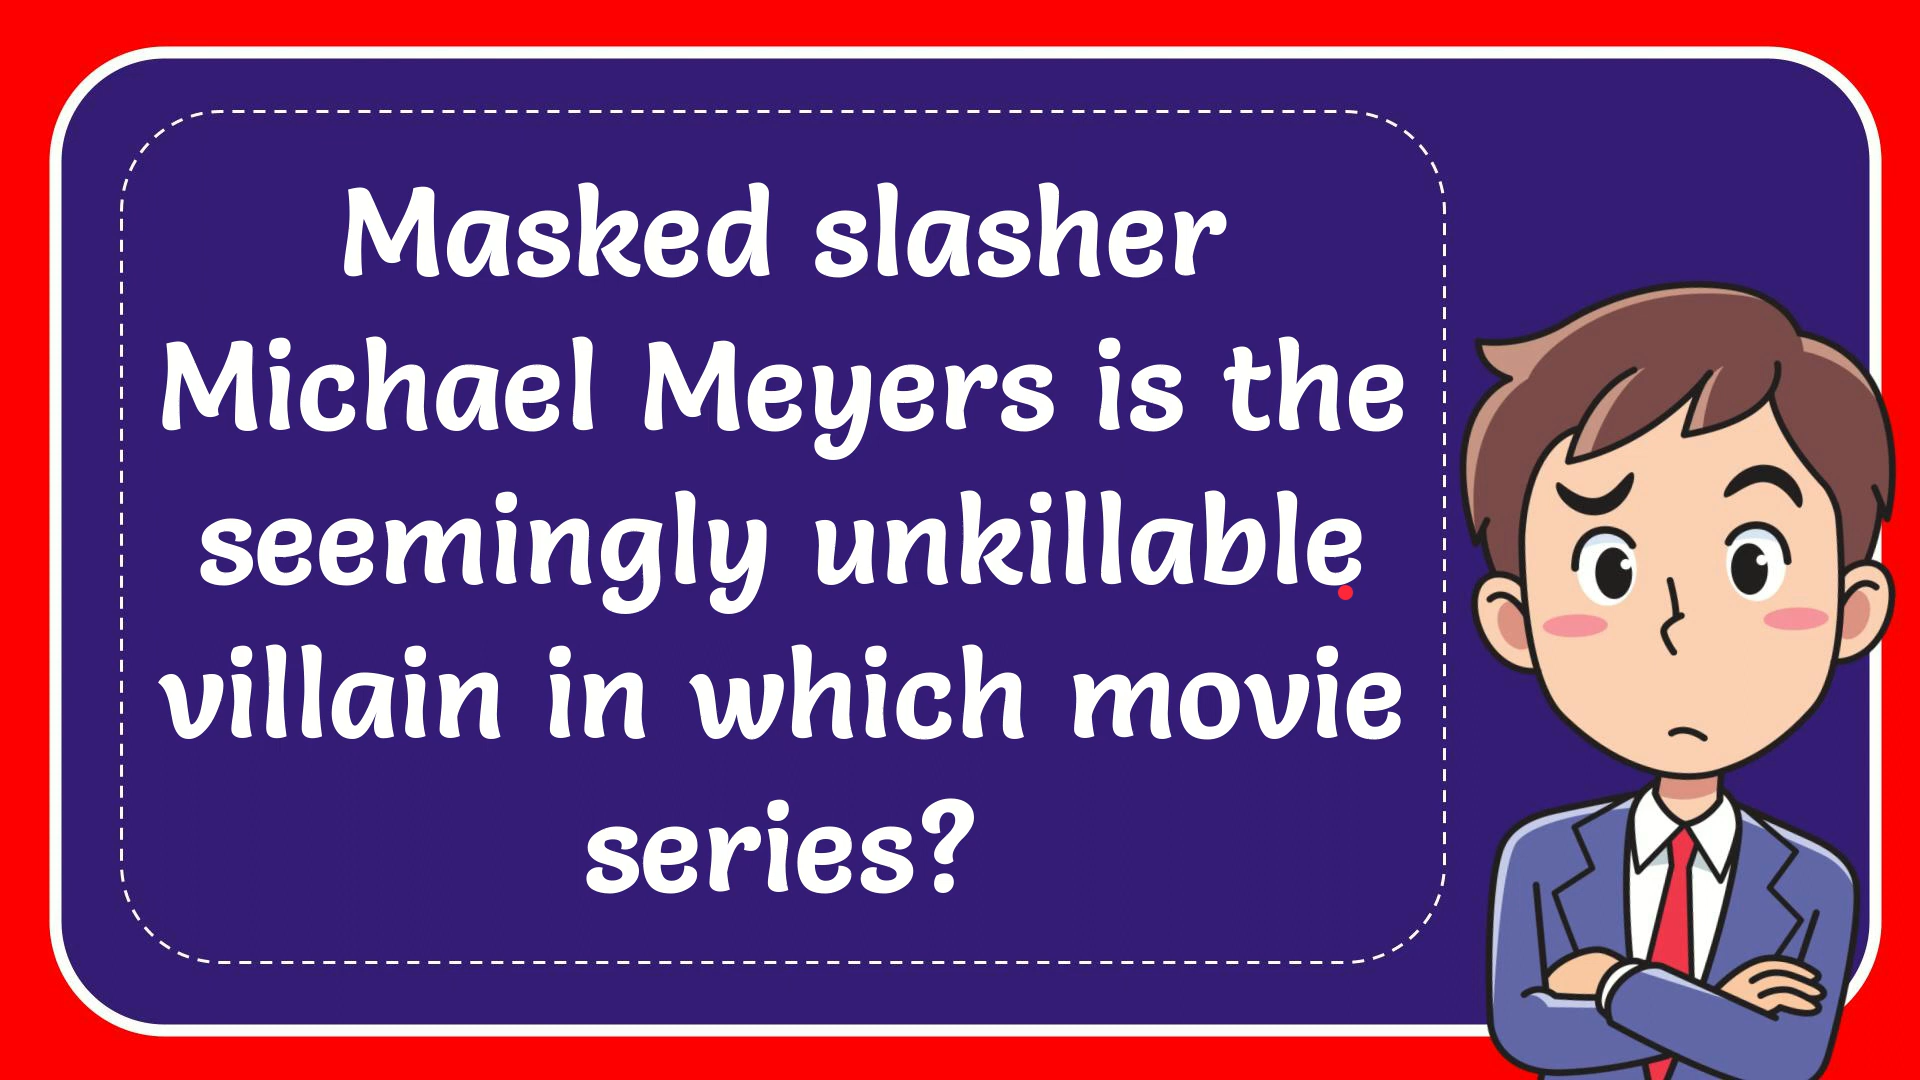 Masked slasher
Michael Meyers is the
seemingly unkillable
villain in which movie
series?